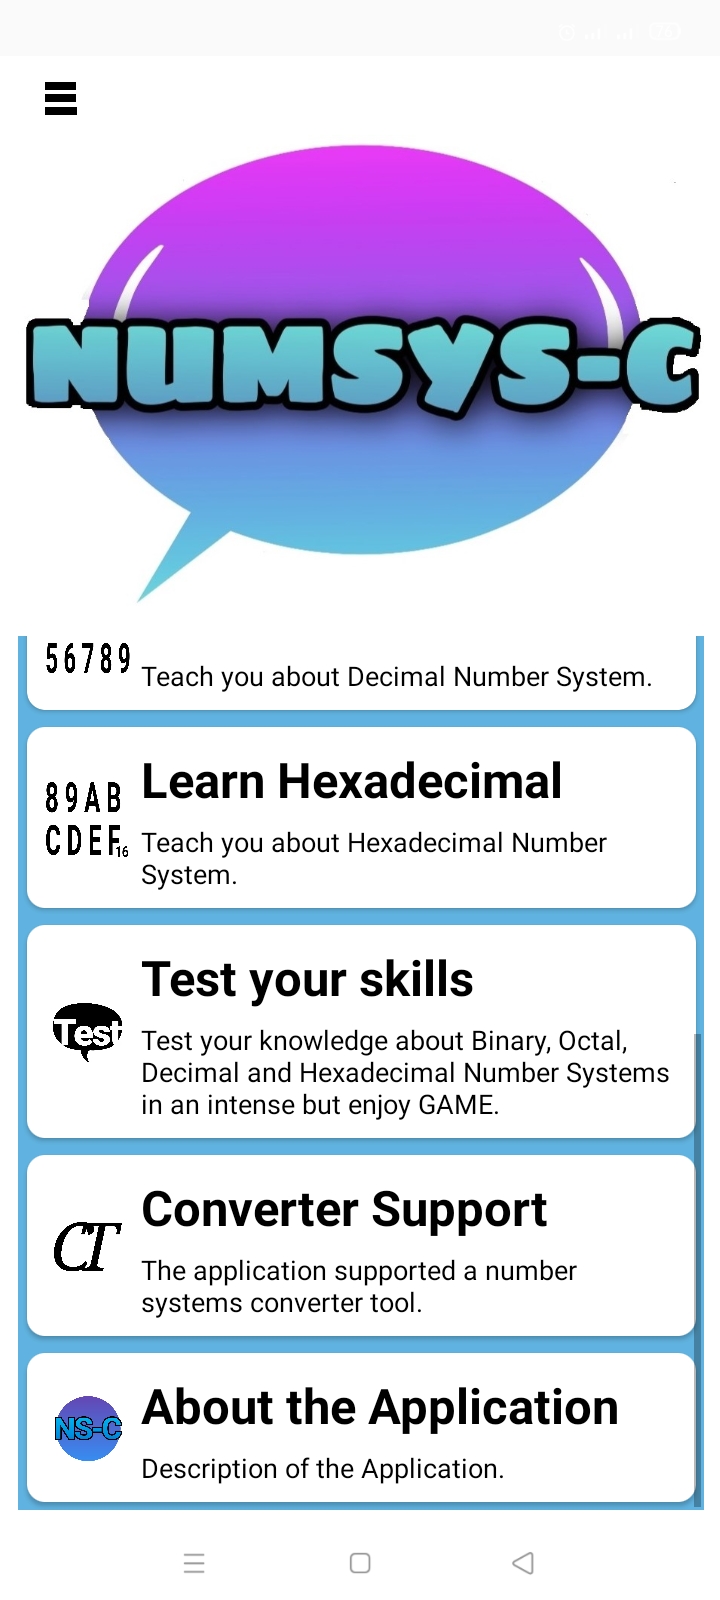 NUMSYS-C
56789
Teach you about Decimal Number System.
Learn Hexadecimal
89AB
CDEF16
Teach you about Hexadecimal Number
System.
Test your skills
Test
Test your knowledge about Binary, Octal,
Decimal and Hexadecimal Number Systems
in an intense but enjoy GAME.
Converter Support
CT
The application supported a number
systems converter tool.
About the Application
NS-C
Description of the Application.